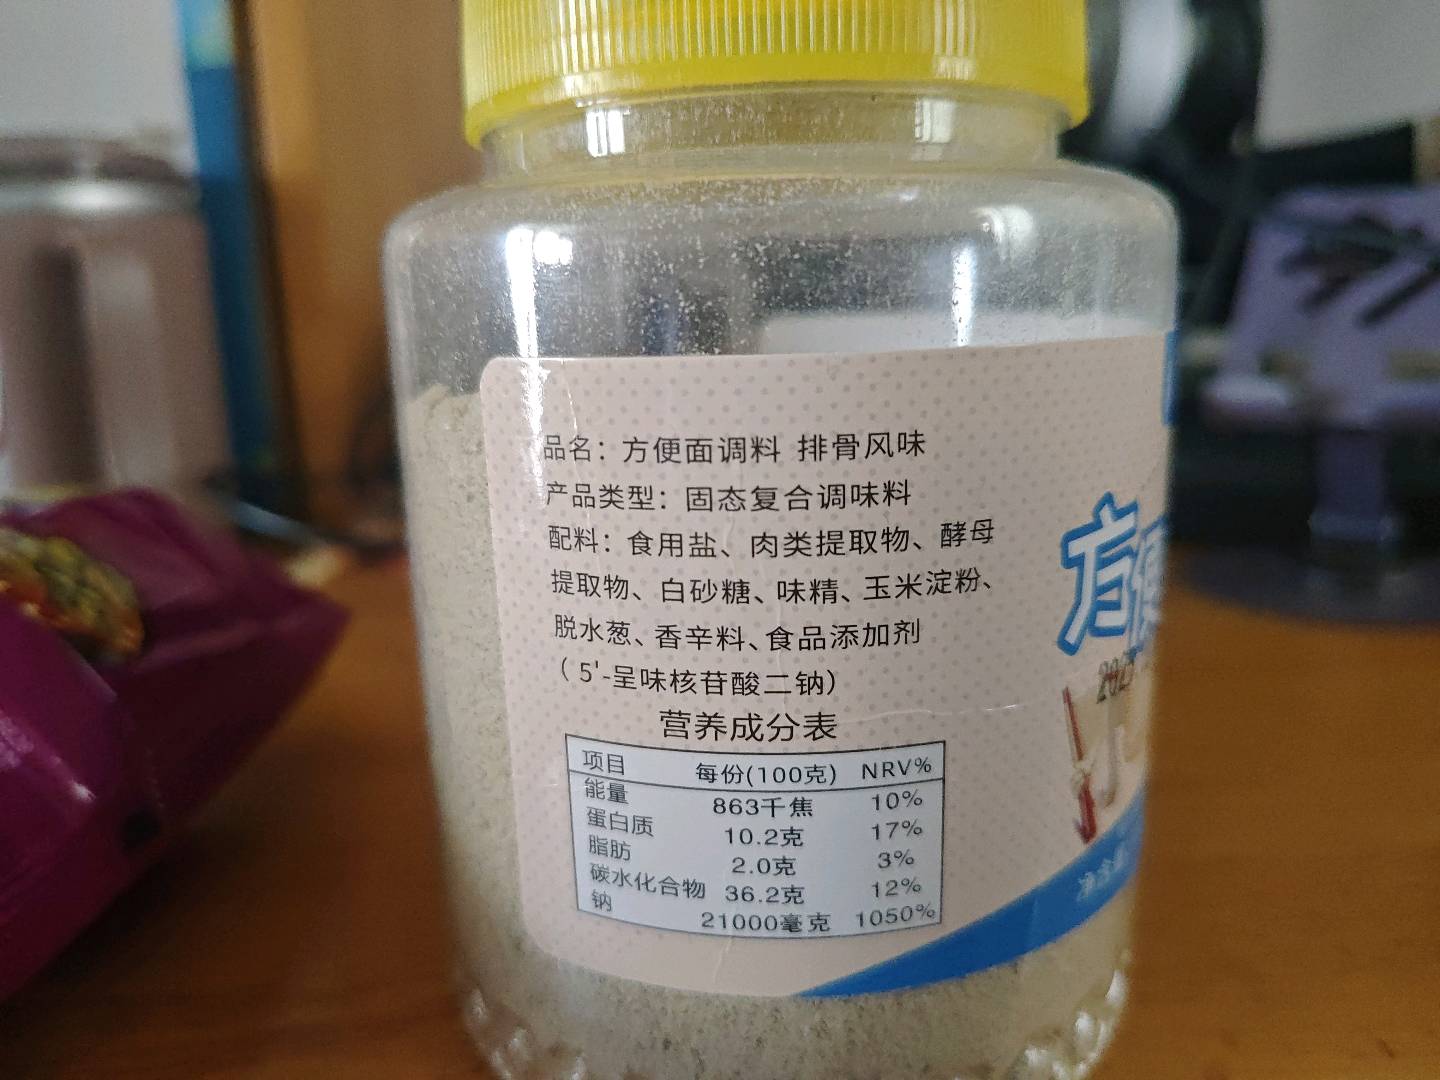 品名：方便面调料 排骨风味
产品类型：固态复合调味料
配料：食用盐、肉类提取物、酵母
提取物、白砂糖、味精、玉米淀粉、
脱水葱、香辛料、食品添加剂
（5'-呈味核苷酸二钠）
营养成分表
项目 每份(100克) NRV%
能量 863千焦 10%
蛋白质 10.2克 17%
脂肪 2.0克 3%
碳水化合物 36.2克 12%
钠 21000毫克 1050%
方便
净含量